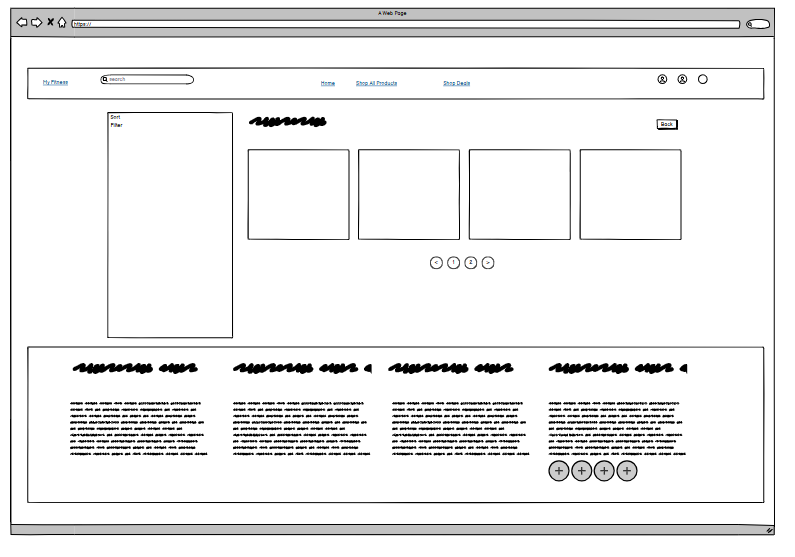 A Web Page
https://
My Fitness
search
Home
Shop All Products
Shop Deals
Sort
Filter
Back
< 1 2 >